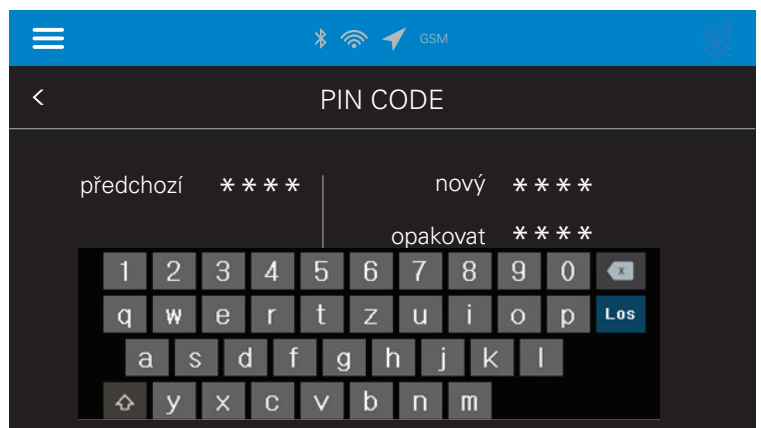 GSM
PIN CODE
předchozí **** nový ****
opakovat ****
1 2 3 4 5 6 7 8 9 0 x
q w e r t z u i o p Los
a s d f g h j k l
y x c v b n m